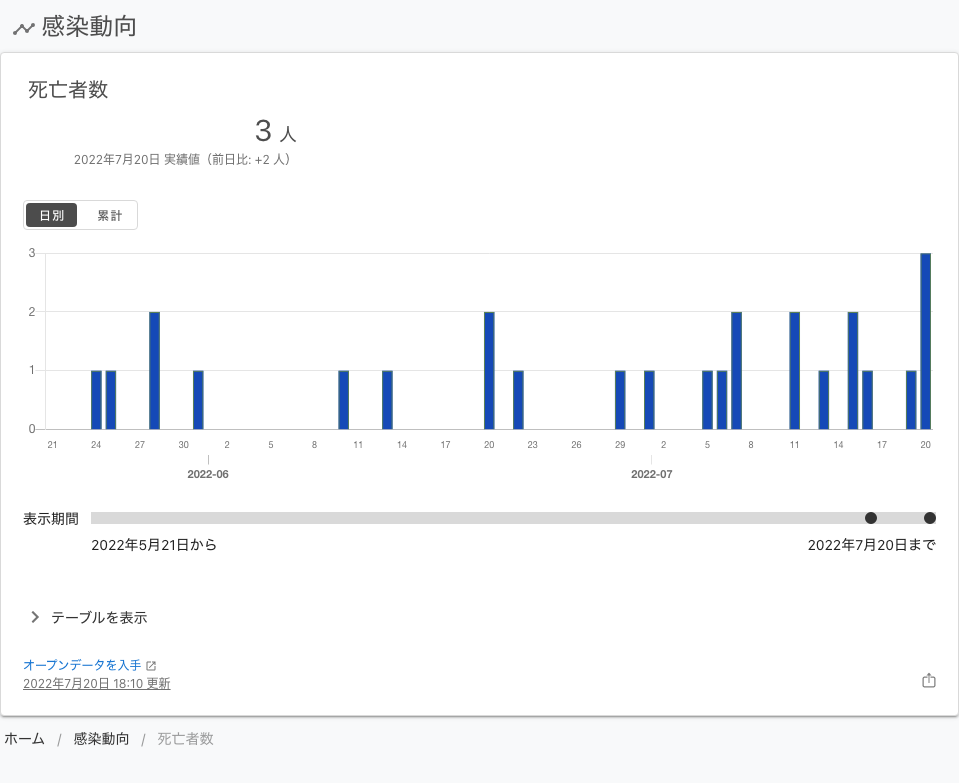 感染動向
死亡者数
3 人
2022年7月20日 実績値（前日比: +2 人）
日別 累計
3
2
1
0
21 24 27 30 2 5 8 11 14 17 20 23 26 29 2 5 8 11 14 17 20
2022-06 2022-07
表示期間
2022年5月21日から 2022年7月20日まで
テーブルを表示
オープンデータを入手
2022年7月20日 18:10 更新
ホーム / 感染動向 / 死亡者数